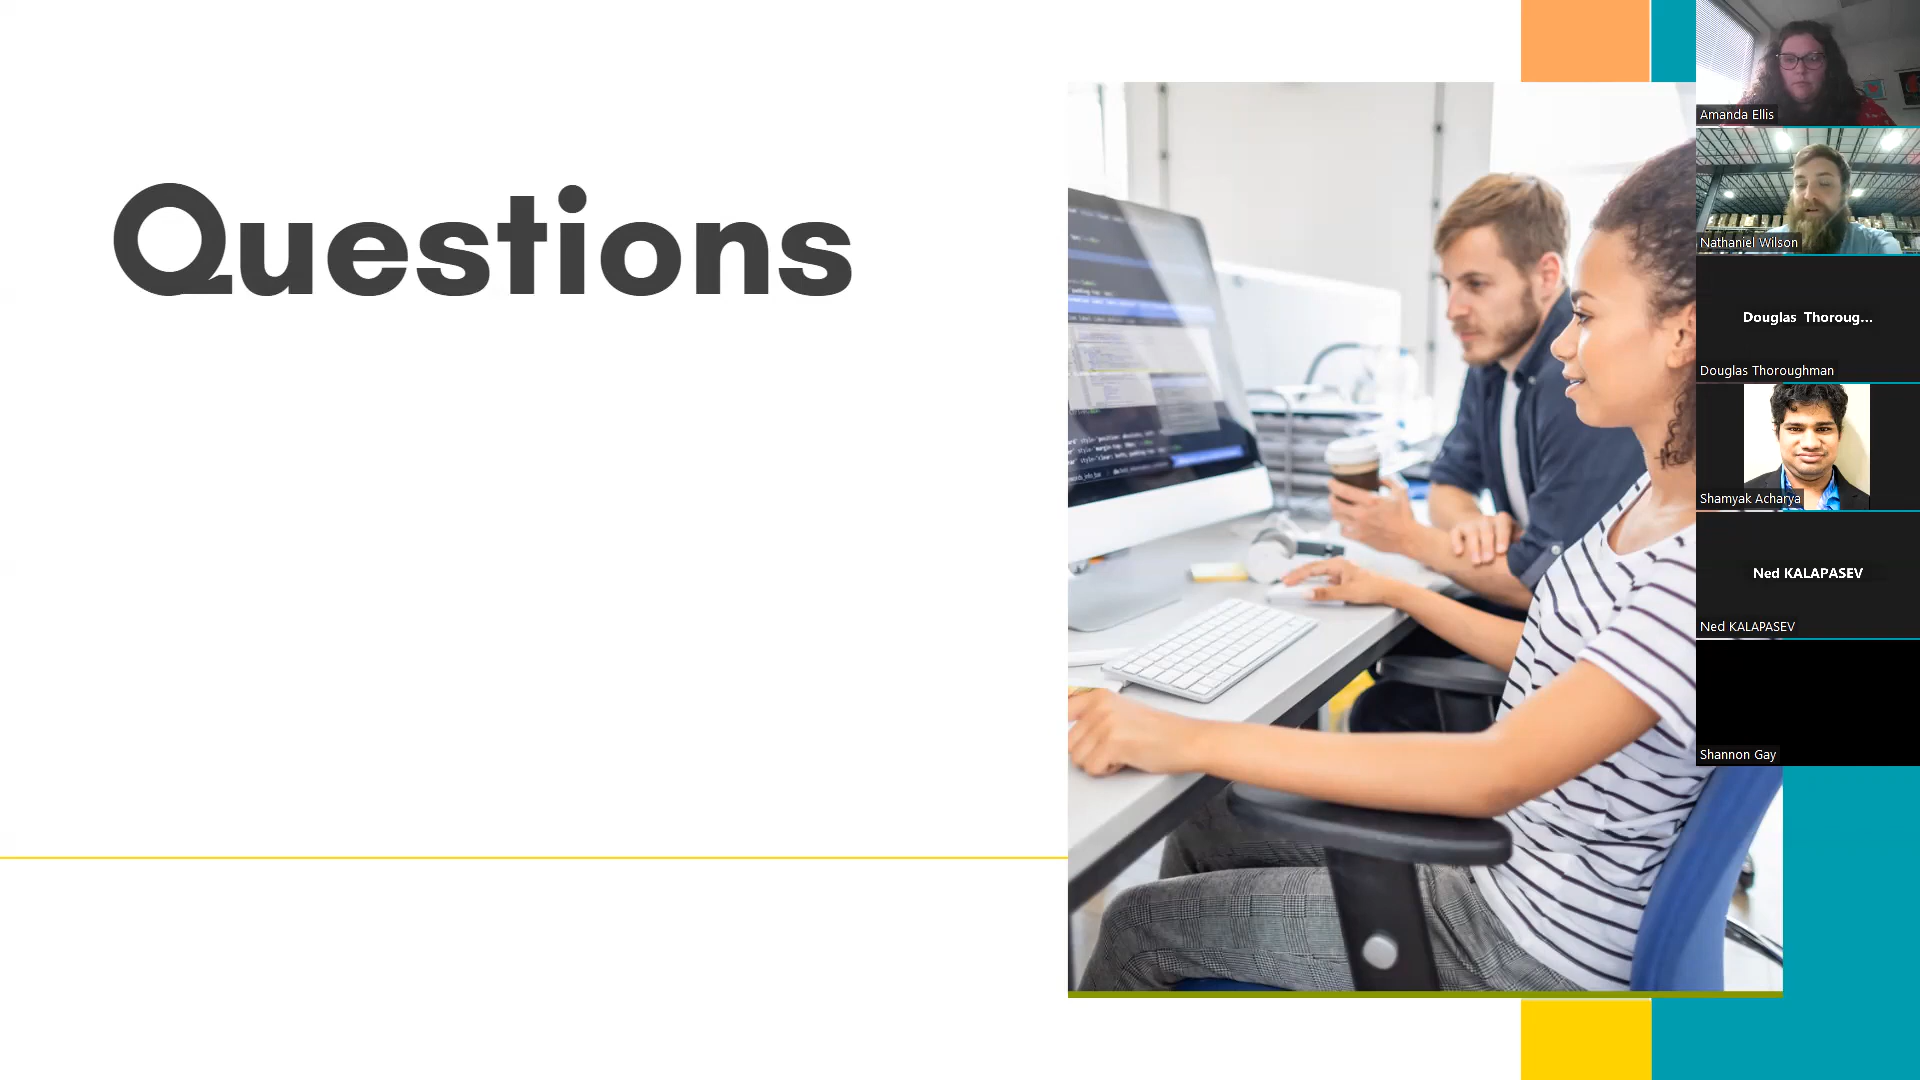 Questions
Amanda Ellis
Nathaniel Wilson
Douglas Thoroug...
Douglas Thoroughman
Shamyak Acharya
Ned KALAPASEV
Ned KALAPASEV
Shannon Gay